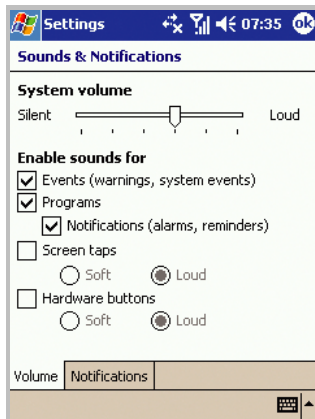 Settings 07:35 ok
Sounds & Notifications
System volume
Silent Loud
Enable sounds for
Events (warnings, system events)
Programs
Notifications (alarms, reminders)
Screen taps
Soft Loud
Hardware buttons
Soft Loud
Volume Notifications